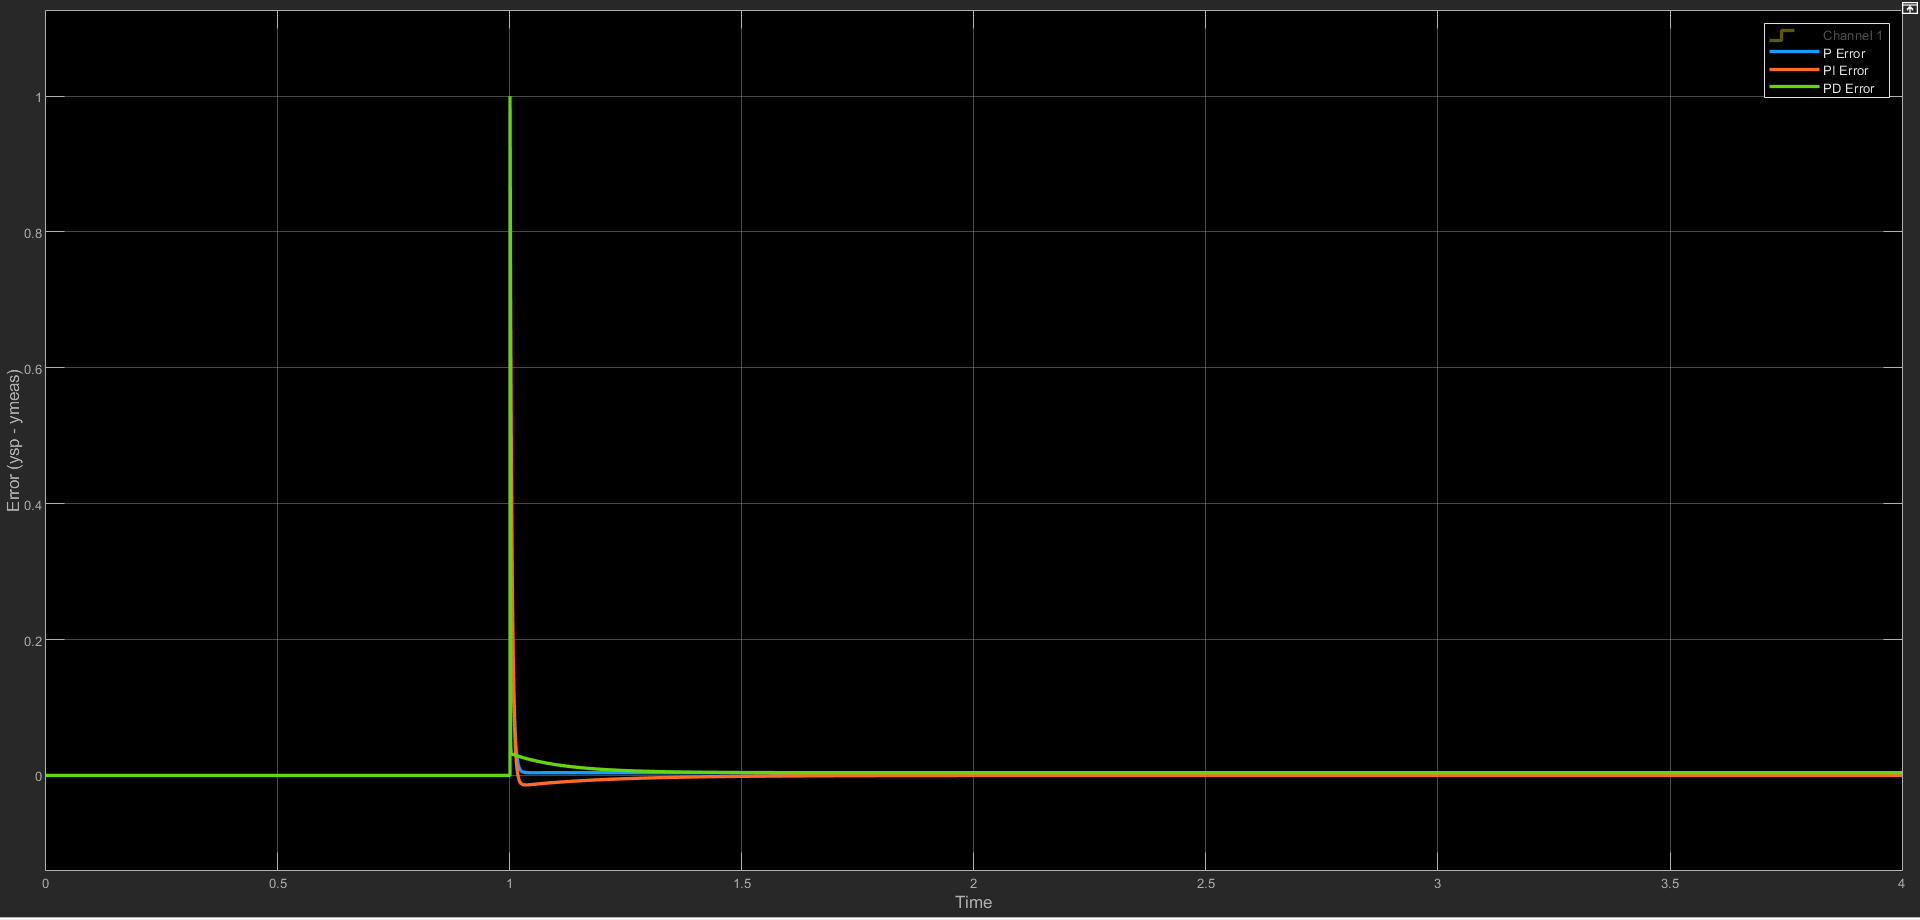 Channel 1
P Error
PI Error
PD Error
1
0.8
0.6
0.4
0.2
0
Error (ysp - ymeas)
0 0.5 1 1.5 2 2.5 3 3.5 4
Time